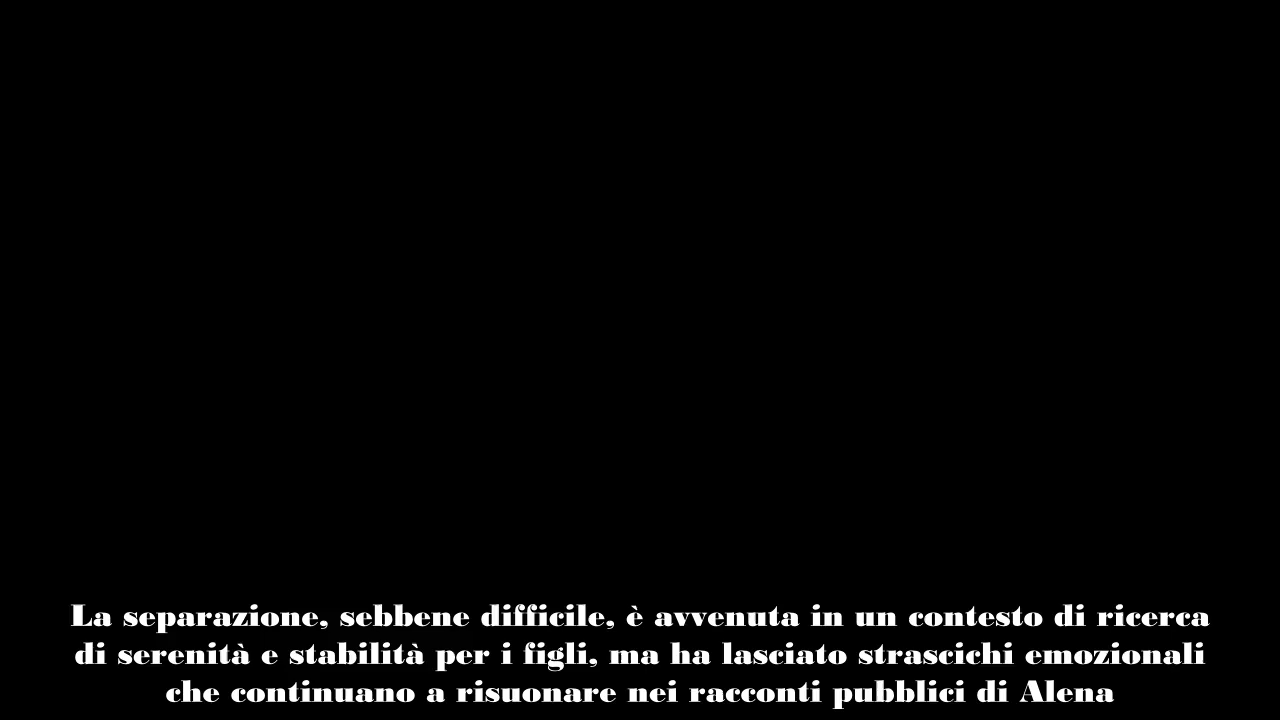 La separazione, sebbene difficile, è avvenuta in un contesto di ricerca
di serenità e stabilità per i figli, ma ha lasciato strascichi emozionali
che continuano a risuonare nei racconti pubblici di Alena